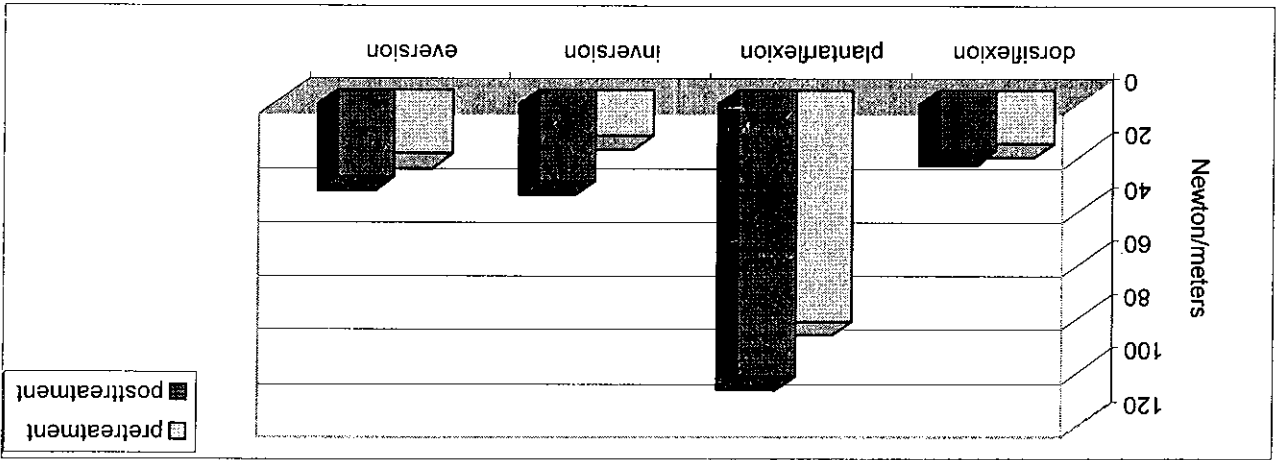 pretreatment
posttreatment
120
100
80
60
40
20
0
Newton/meters
dorsiflexion
plantarflexion
inversion
eversion